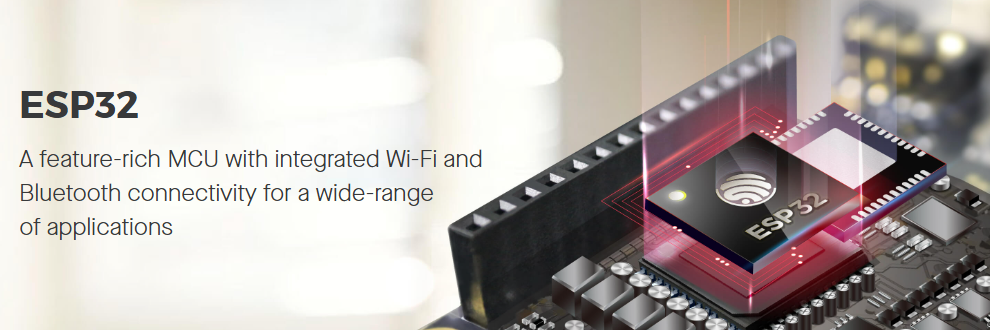 ESP32
A feature-rich MCU with integrated Wi-Fi and
Bluetooth connectivity for a wide-range
of applications
ESP32